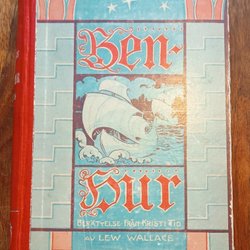 Ben-
Hur
BERÄTTELSE FRÅN KRISTI TID
AV LEW WALLACE